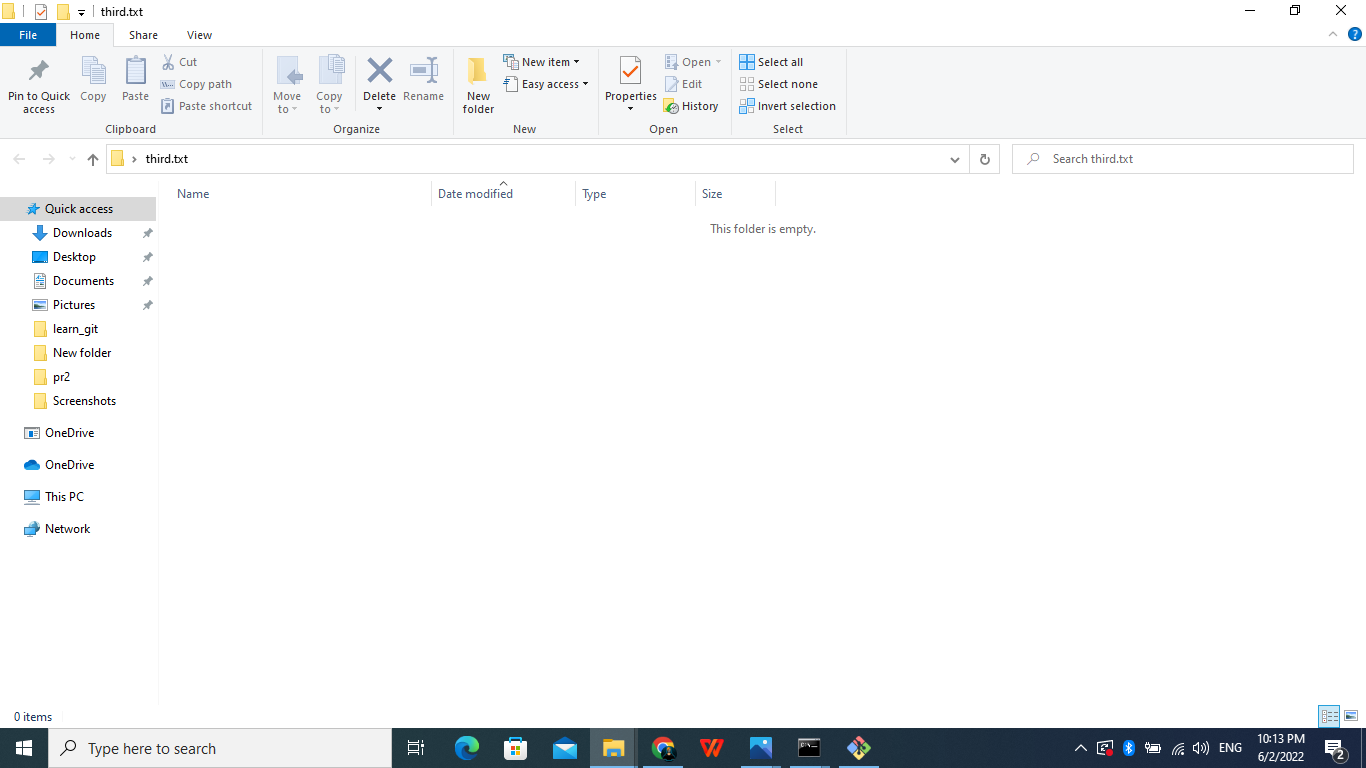 third.txt
File Home Share View
Pin to Quick access
Copy
Paste
Cut
Copy path
Paste shortcut
Clipboard
Move to
Copy to
Delete
Rename
Organize
New folder
New item
Easy access
New
Properties
Open
Edit
History
Open
Select all
Select none
Invert selection
Select
third.txt
Search third.txt
Name Date modified Type Size
This folder is empty.
Quick access
Downloads
Desktop
Documents
Pictures
learn_git
New folder
pr2
Screenshots
OneDrive
OneDrive
This PC
Network
0 items
Type here to search
ENG
10:13 PM
6/2/2022
2